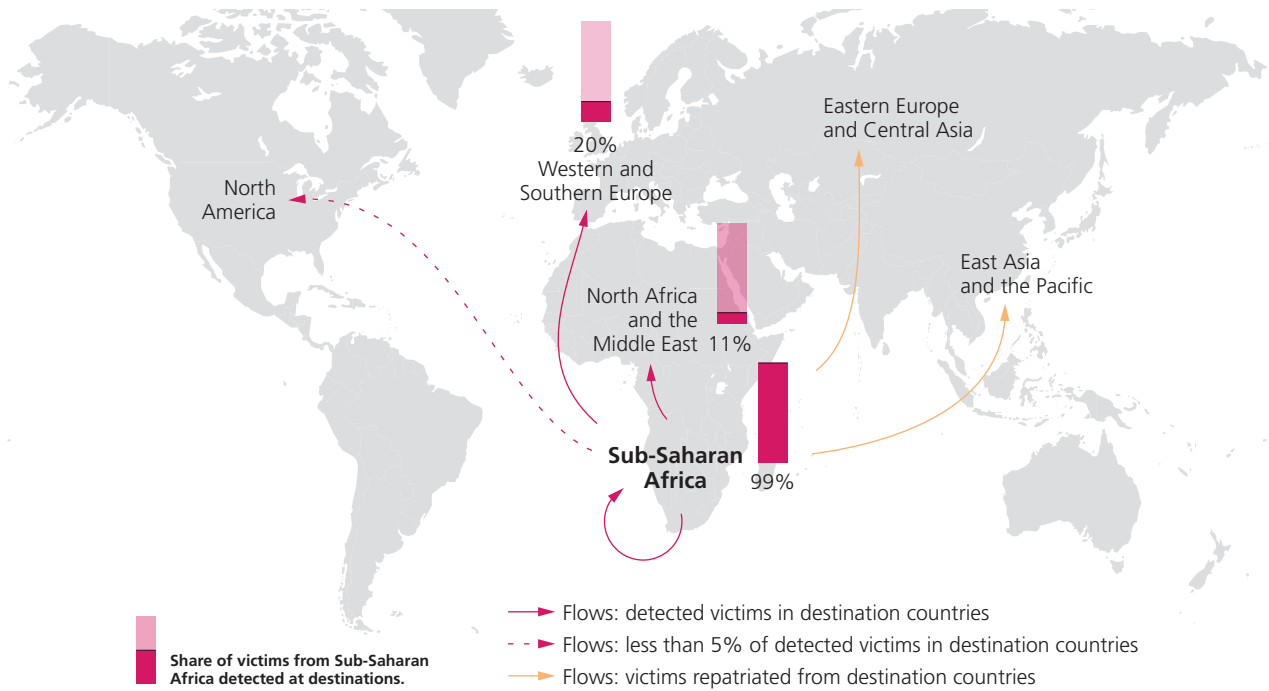 20%
Western and
Southern Europe
Eastern Europe
and Central Asia
North
America
East Asia
and the Pacific
North Africa
and the
Middle East 11%
Sub-Saharan
Africa
99%
Flows: detected victims in destination countries
Flows: less than 5% of detected victims in destination countries
Flows: victims repatriated from destination countries
Share of victims from Sub-Saharan
Africa detected at destinations.